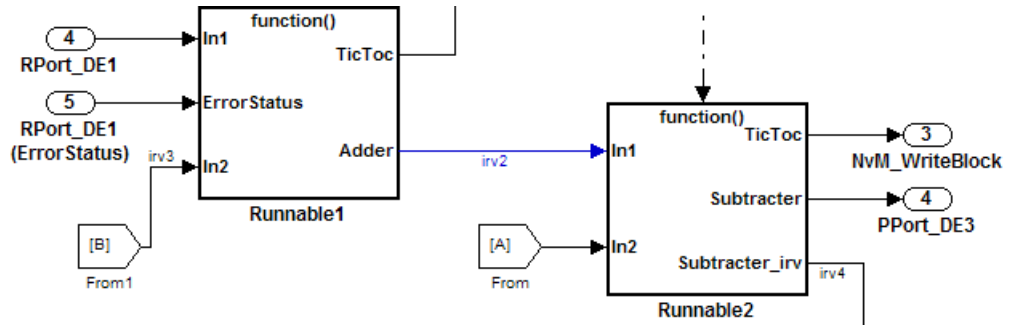 function()
4
In1
RPort_DE1
TicToc
5
ErrorStatus
RPort_DE1
(ErrorStatus)
irv3
In2
Adder
irv2
Runnable1
[B]
From1
function()
TicToc
3
NvM_WriteBlock
In1
Subtracter
4
PPort_DE3
[A]
From
In2
Subtracter_irv
irv4
Runnable2